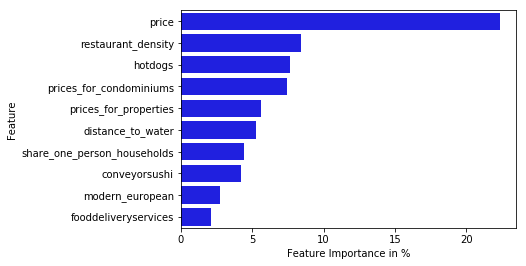 price
restaurant_density
hotdogs
prices_for_condominiums
prices_for_properties
distance_to_water
share_one_person_households
conveyorsushi
modern_european
fooddeliveryservices
Feature
0 5 10 15 20
Feature Importance in %